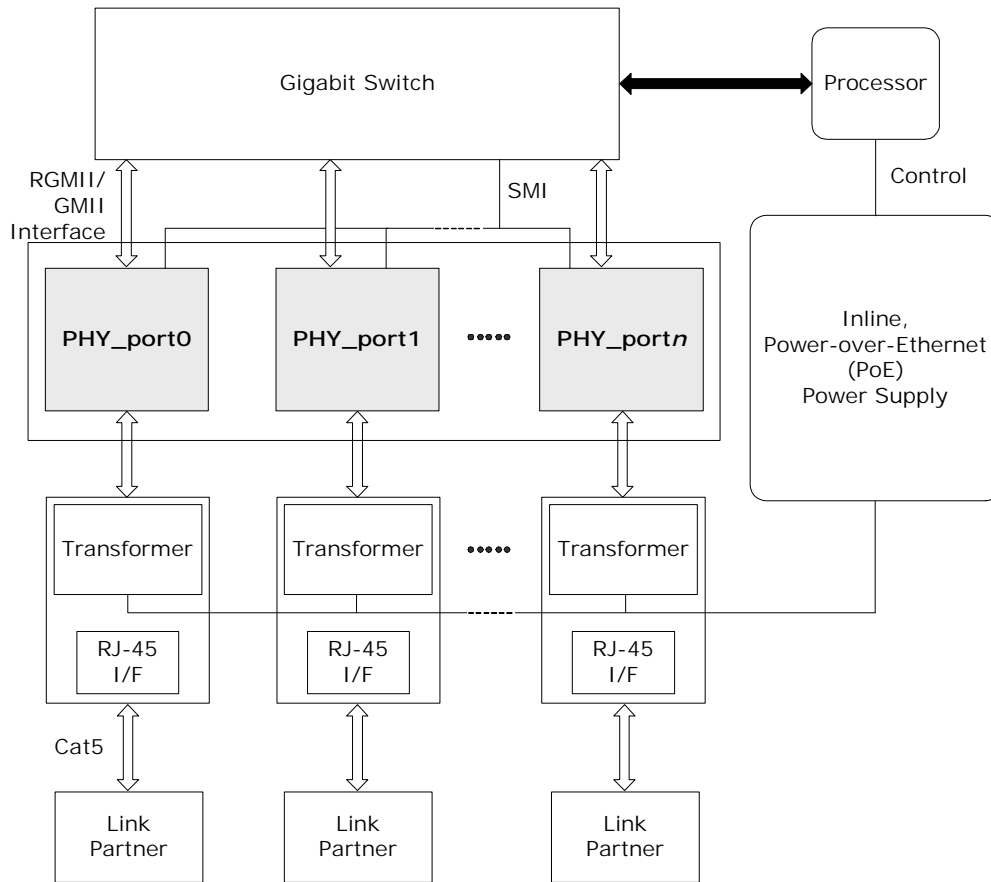 Gigabit Switch
Processor
RGMII/
GMII
Interface
SMI
Control
PHY_port0
PHY_port1
PHY_portn
Inline,
Power-over-Ethernet
(PoE)
Power Supply
Transformer
Transformer
Transformer
RJ-45
I/F
RJ-45
I/F
RJ-45
I/F
Cat5
Link
Partner
Link
Partner
Link
Partner